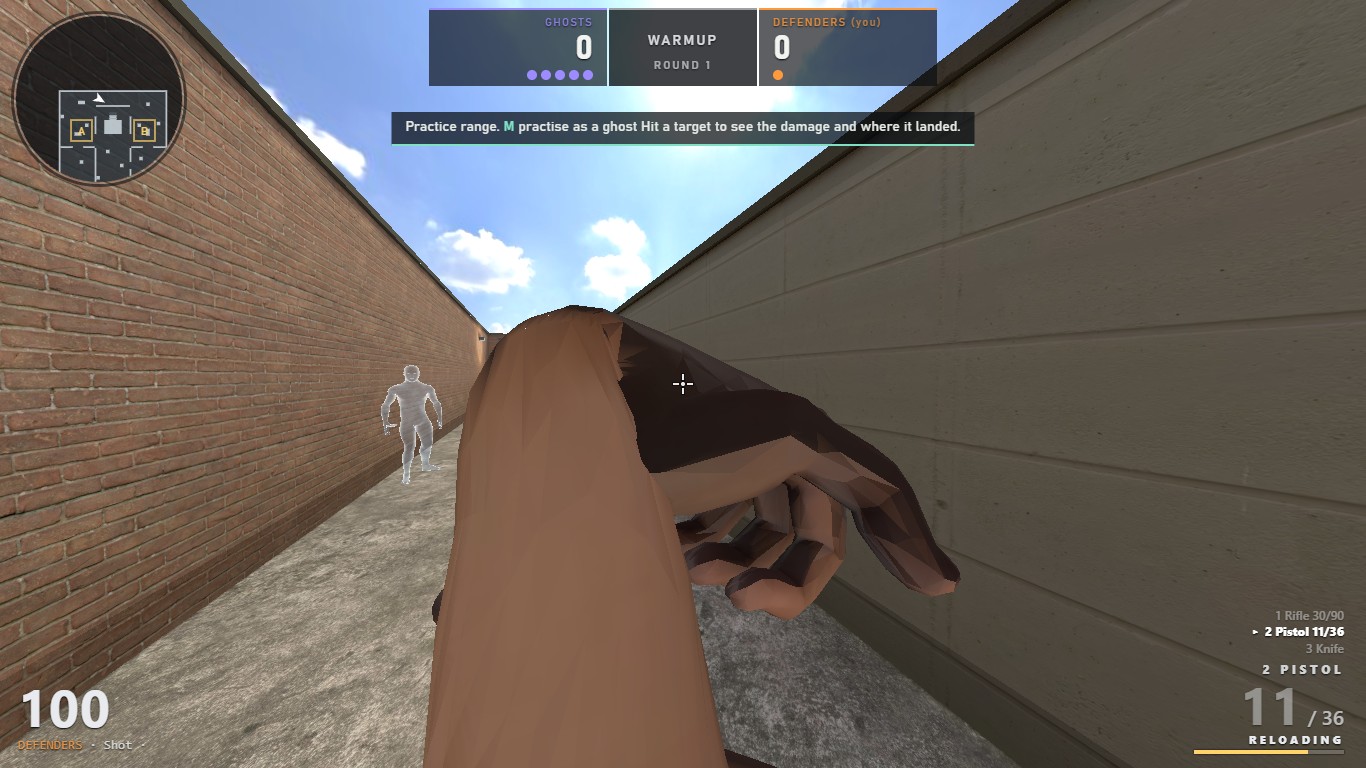 GHOSTS
0
WARMUP
ROUND 1
DEFENDERS (you)
0
A
B
Practice range. M practise as a ghost Hit a target to see the damage and where it landed.
1 Rifle 30/90
▸ 2 Pistol 11/36
3 Knife
2 PISTOL
11 / 36
RELOADING
100
DEFENDERS · Shot ·